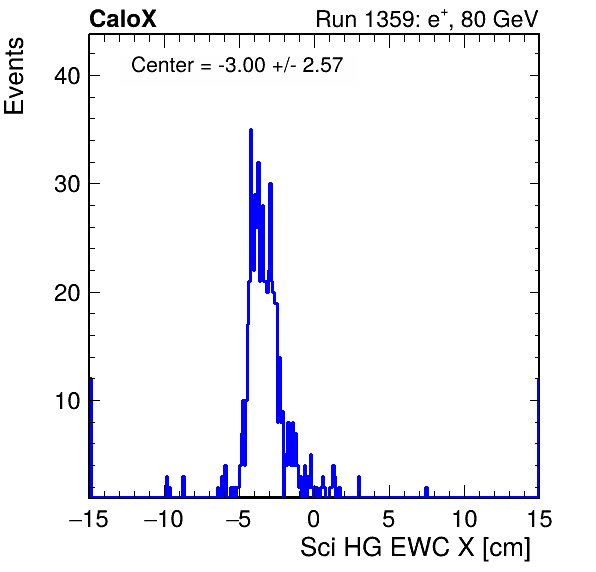 CaloX Run 1359: e⁺, 80 GeV
Center = -3.00 +/- 2.57
Events
40
30
20
10
−15 −10 −5 0 5 10 15
Sci HG EWC X [cm]